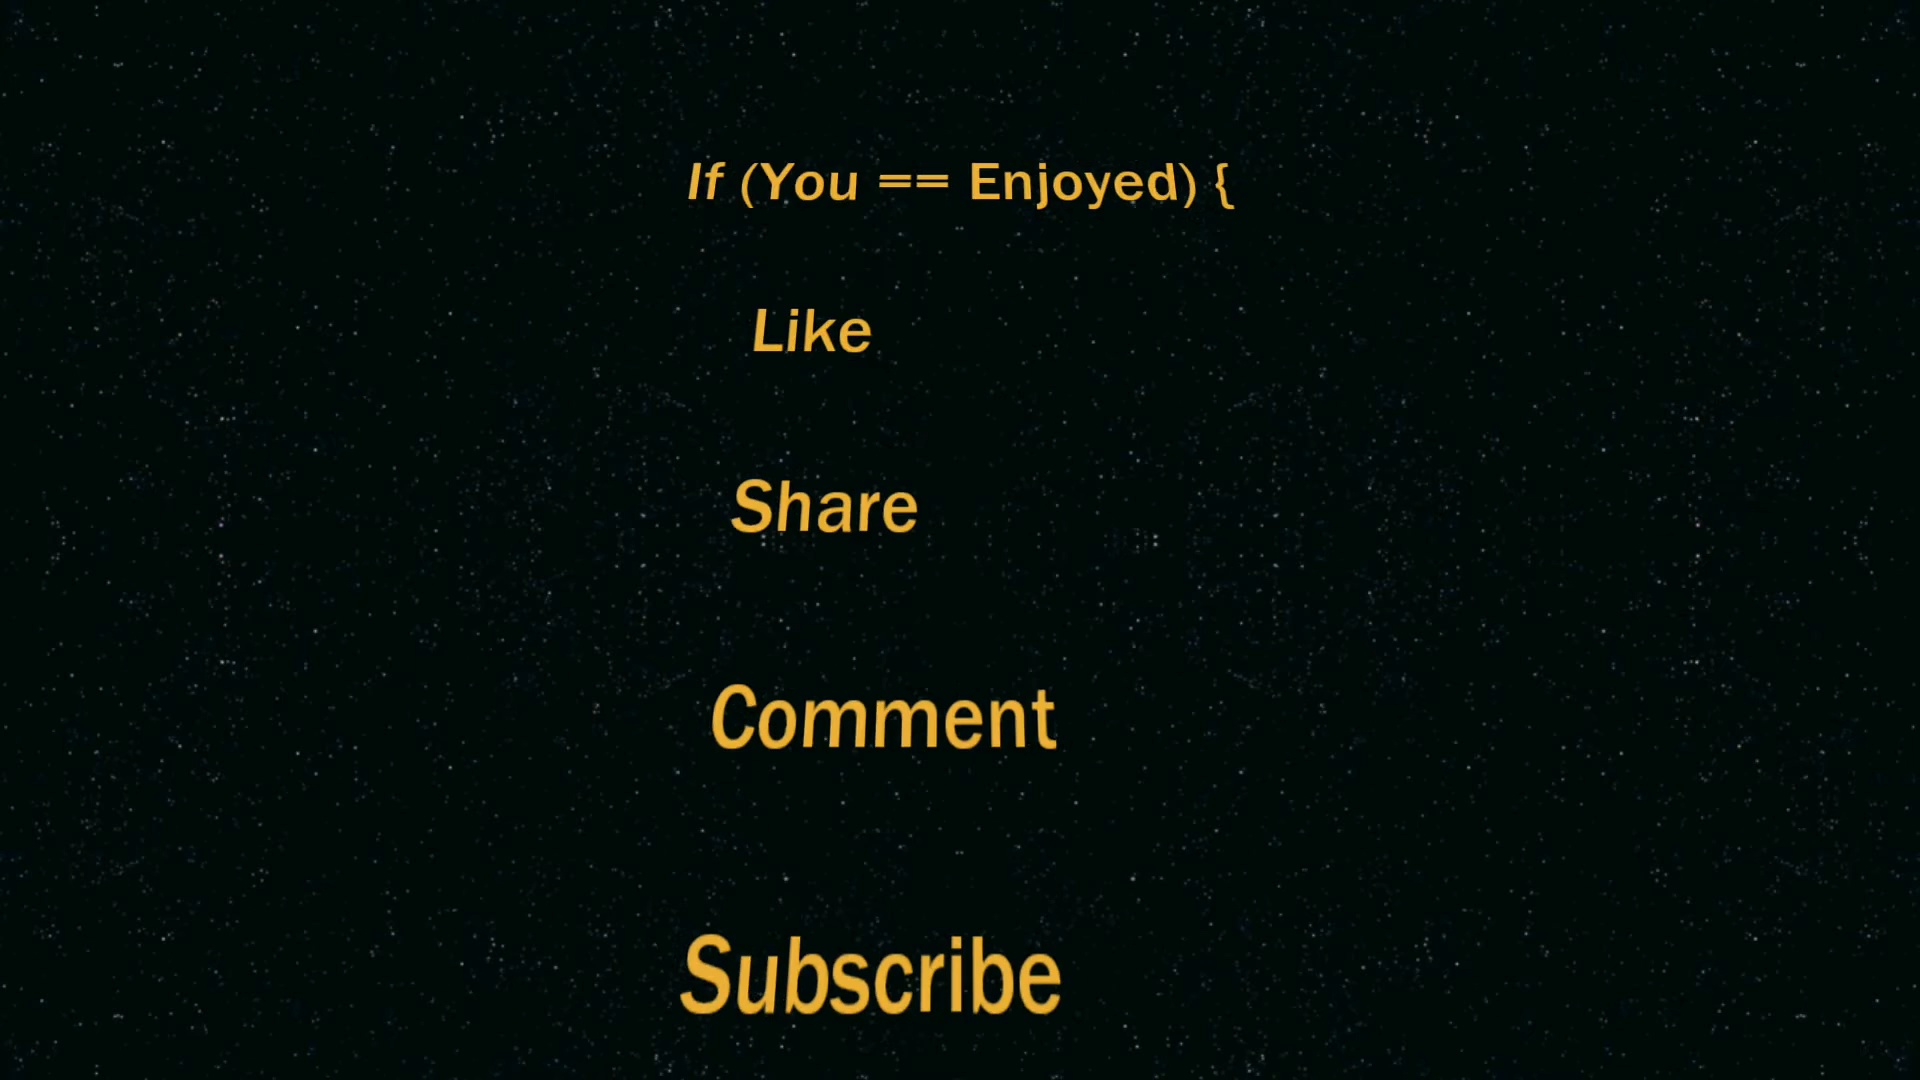 If (You == Enjoyed) {
Like
Share
Comment
Subscribe